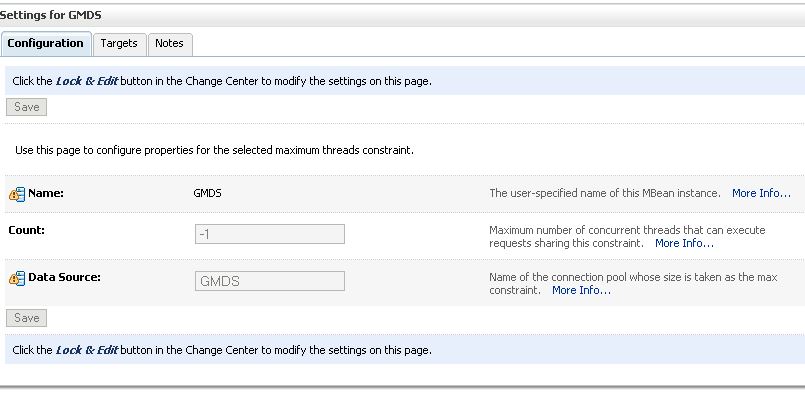 Settings for GMDS
Configuration Targets Notes
Click the Lock & Edit button in the Change Center to modify the settings on this page.
Save
Use this page to configure properties for the selected maximum threads constraint.
Name: GMDS The user-specified name of this MBean instance. More Info...
Count: -1 Maximum number of concurrent threads that can execute
requests sharing this constraint. More Info...
Data Source: GMDS Name of the connection pool whose size is taken as the max
constraint. More Info...
Save
Click the Lock & Edit button in the Change Center to modify the settings on this page.